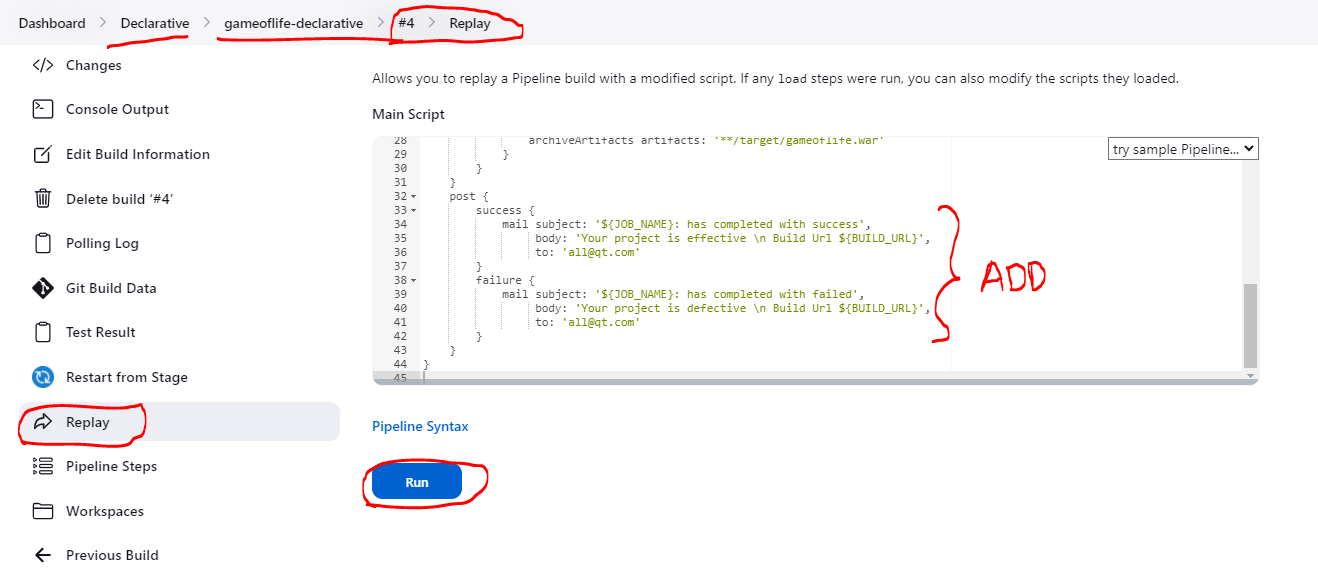 Dashboard > Declarative > gameoflife-declarative > #4 > Replay
Changes
Console Output
Edit Build Information
Delete build '#4'
Polling Log
Git Build Data
Test Result
Restart from Stage
Replay
Pipeline Steps
Workspaces
Previous Build
Allows you to replay a Pipeline build with a modified script. If any load steps were run, you can also modify the scripts they loaded.
Main Script
try sample Pipeline...
28 archiveArtifacts artifacts: '**/target/gameoflife.war'
29 }
30 }
31 }
32 post {
33 success {
34 mail subject: '${JOB_NAME}: has completed with success',
35 body: 'Your project is effective \n Build Url ${BUILD_URL}',
36 to: 'all@qt.com'
37 }
38 failure {
39 mail subject: '${JOB_NAME}: has completed with failed',
40 body: 'Your project is defective \n Build Url ${BUILD_URL}',
41 to: 'all@qt.com'
42 }
43 }
44 }
45
ADD
Pipeline Syntax
Run